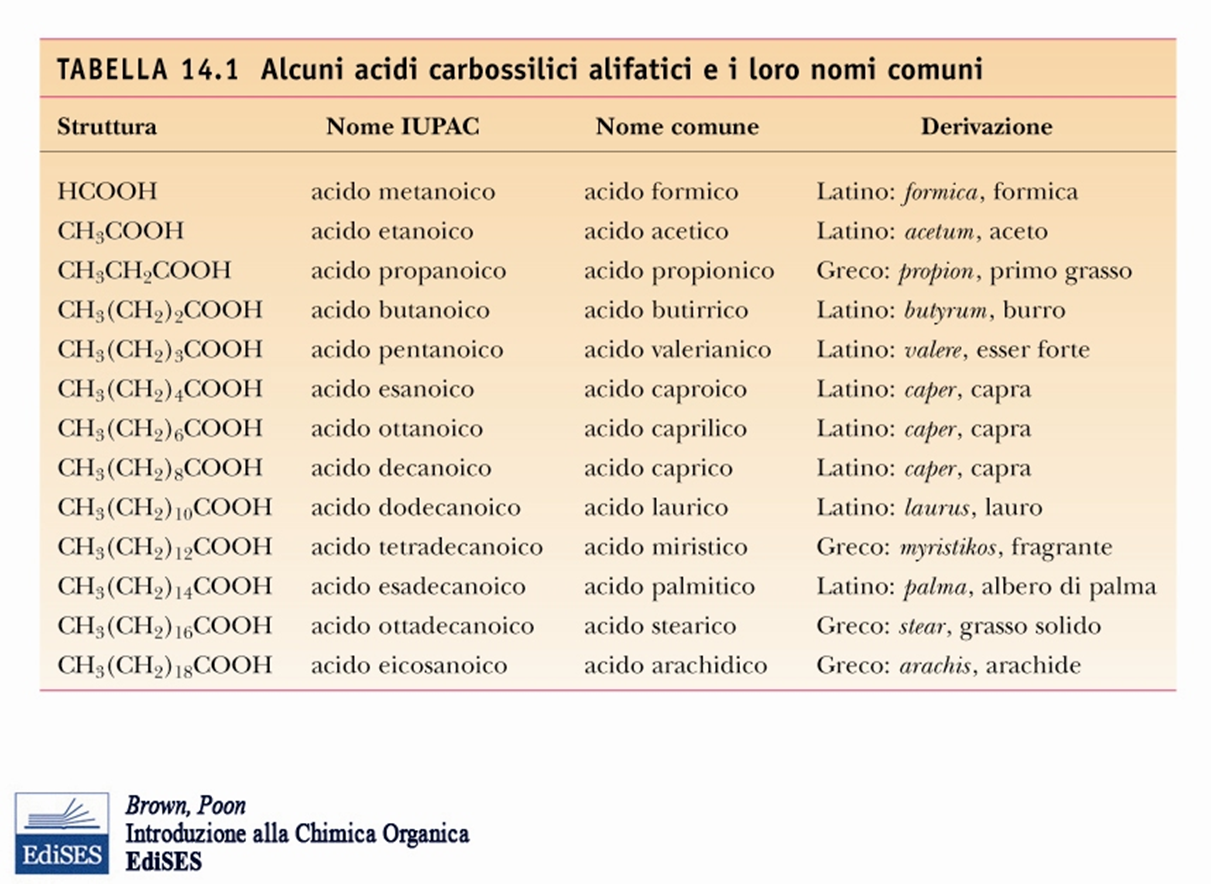 TABELLA 14.1 Alcuni acidi carbossilici alifatici e i loro nomi comuni
Struttura Nome IUPAC Nome comune Derivazione
HCOOH acido metanoico acido formico Latino: formica, formica
CH₃COOH acido etanoico acido acetico Latino: acetum, aceto
CH₃CH₂COOH acido propanoico acido propionico Greco: propion, primo grasso
CH₃(CH₂)₂COOH acido butanoico acido butirrico Latino: butyrum, burro
CH₃(CH₂)₃COOH acido pentanoico acido valerianico Latino: valere, esser forte
CH₃(CH₂)₄COOH acido esanoico acido caproico Latino: caper, capra
CH₃(CH₂)₆COOH acido ottanoico acido caprilico Latino: caper, capra
CH₃(CH₂)₈COOH acido decanoico acido caprico Latino: caper, capra
CH₃(CH₂)₁₀COOH acido dodecanoico acido laurico Latino: laurus, lauro
CH₃(CH₂)₁₂COOH acido tetradecanoico acido miristico Greco: myristikos, fragrante
CH₃(CH₂)₁₄COOH acido esadecanoico acido palmitico Latino: palma, albero di palma
CH₃(CH₂)₁₆COOH acido ottadecanoico acido stearico Greco: stear, grasso solido
CH₃(CH₂)₁₈COOH acido eicosanoico acido arachidico Greco: arachis, arachide
Brown, Poon
Introduzione alla Chimica Organica
EdiSES
EdiSES